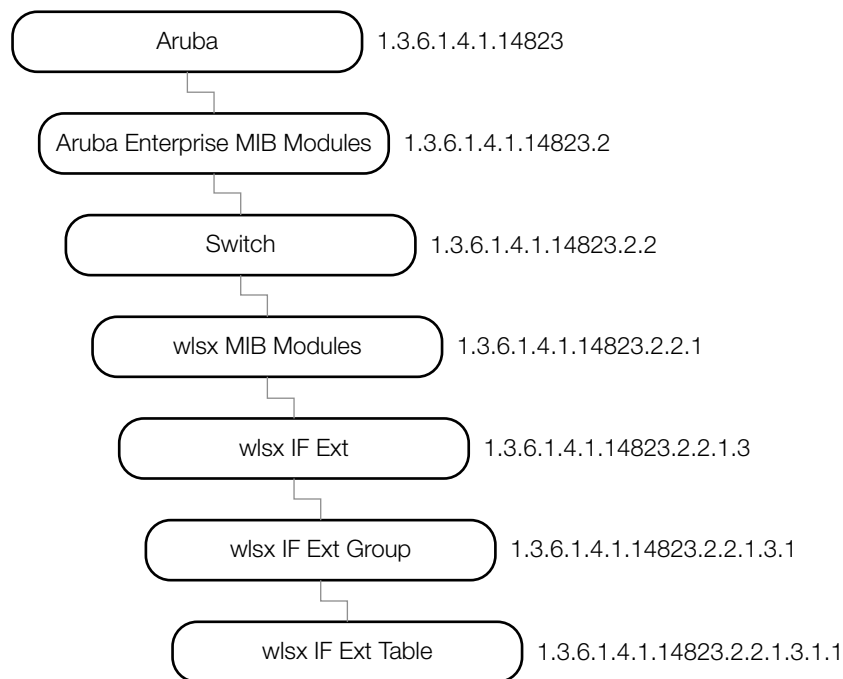 Aruba 1.3.6.1.4.1.14823
Aruba Enterprise MIB Modules 1.3.6.1.4.1.14823.2
Switch 1.3.6.1.4.1.14823.2.2
wlsx MIB Modules 1.3.6.1.4.1.14823.2.2.1
wlsx IF Ext 1.3.6.1.4.1.14823.2.2.1.3
wlsx IF Ext Group 1.3.6.1.4.1.14823.2.2.1.3.1
wlsx IF Ext Table 1.3.6.1.4.1.14823.2.2.1.3.1.1